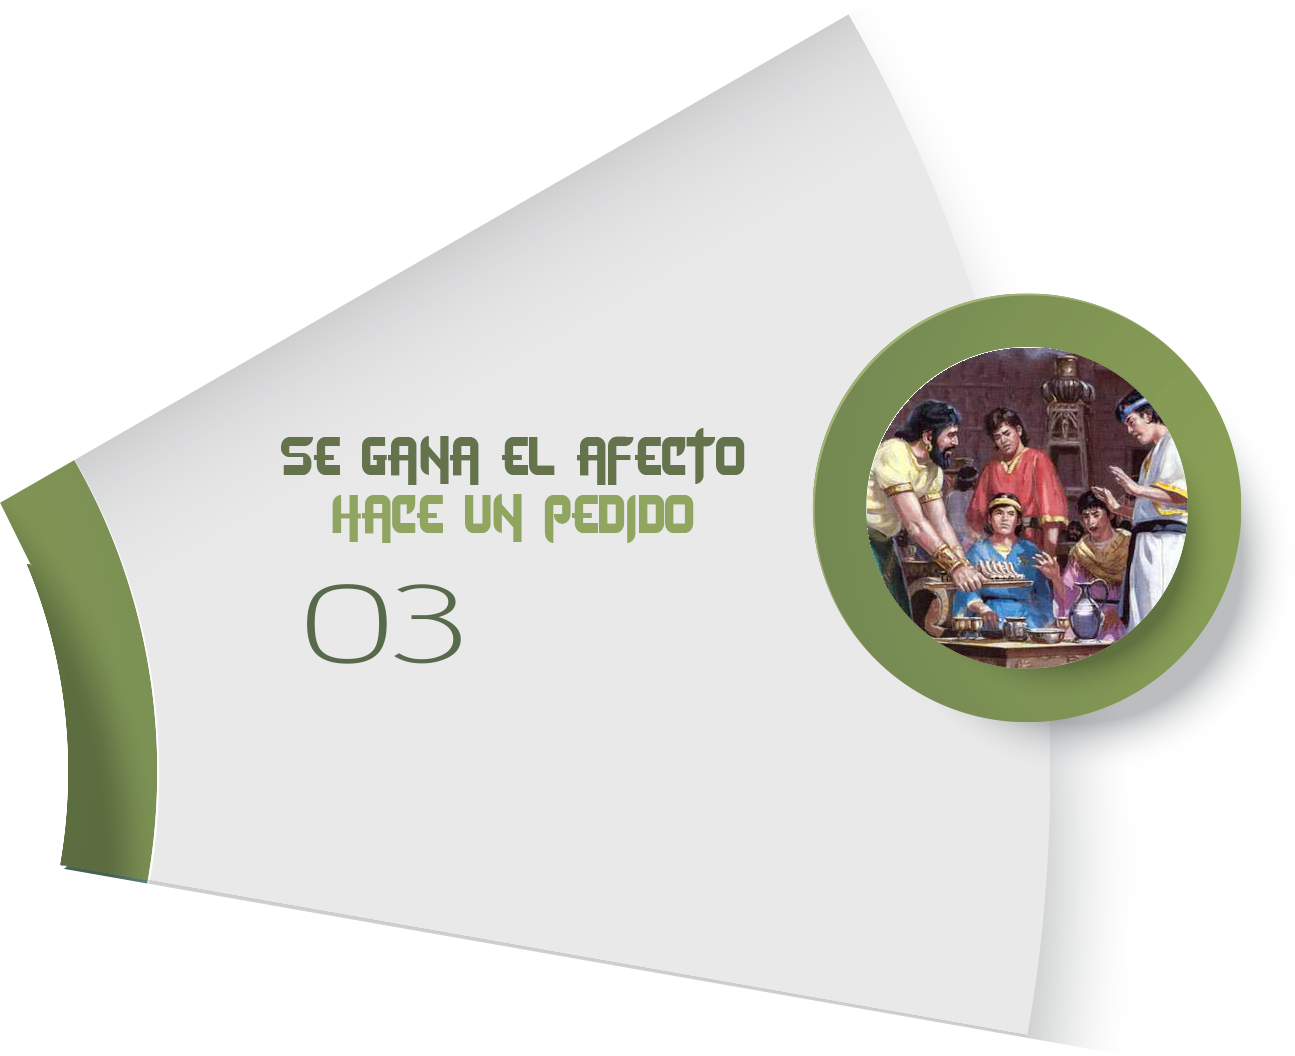 SE GANA EL AFECTO
HACE UN PEDIDO
03